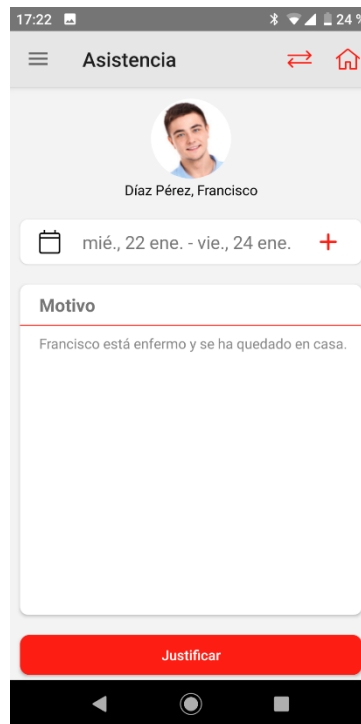 17:22 24 %
Asistencia
Díaz Pérez, Francisco
mié., 22 ene. - vie., 24 ene. +
Motivo
Francisco está enfermo y se ha quedado en casa.
Justificar